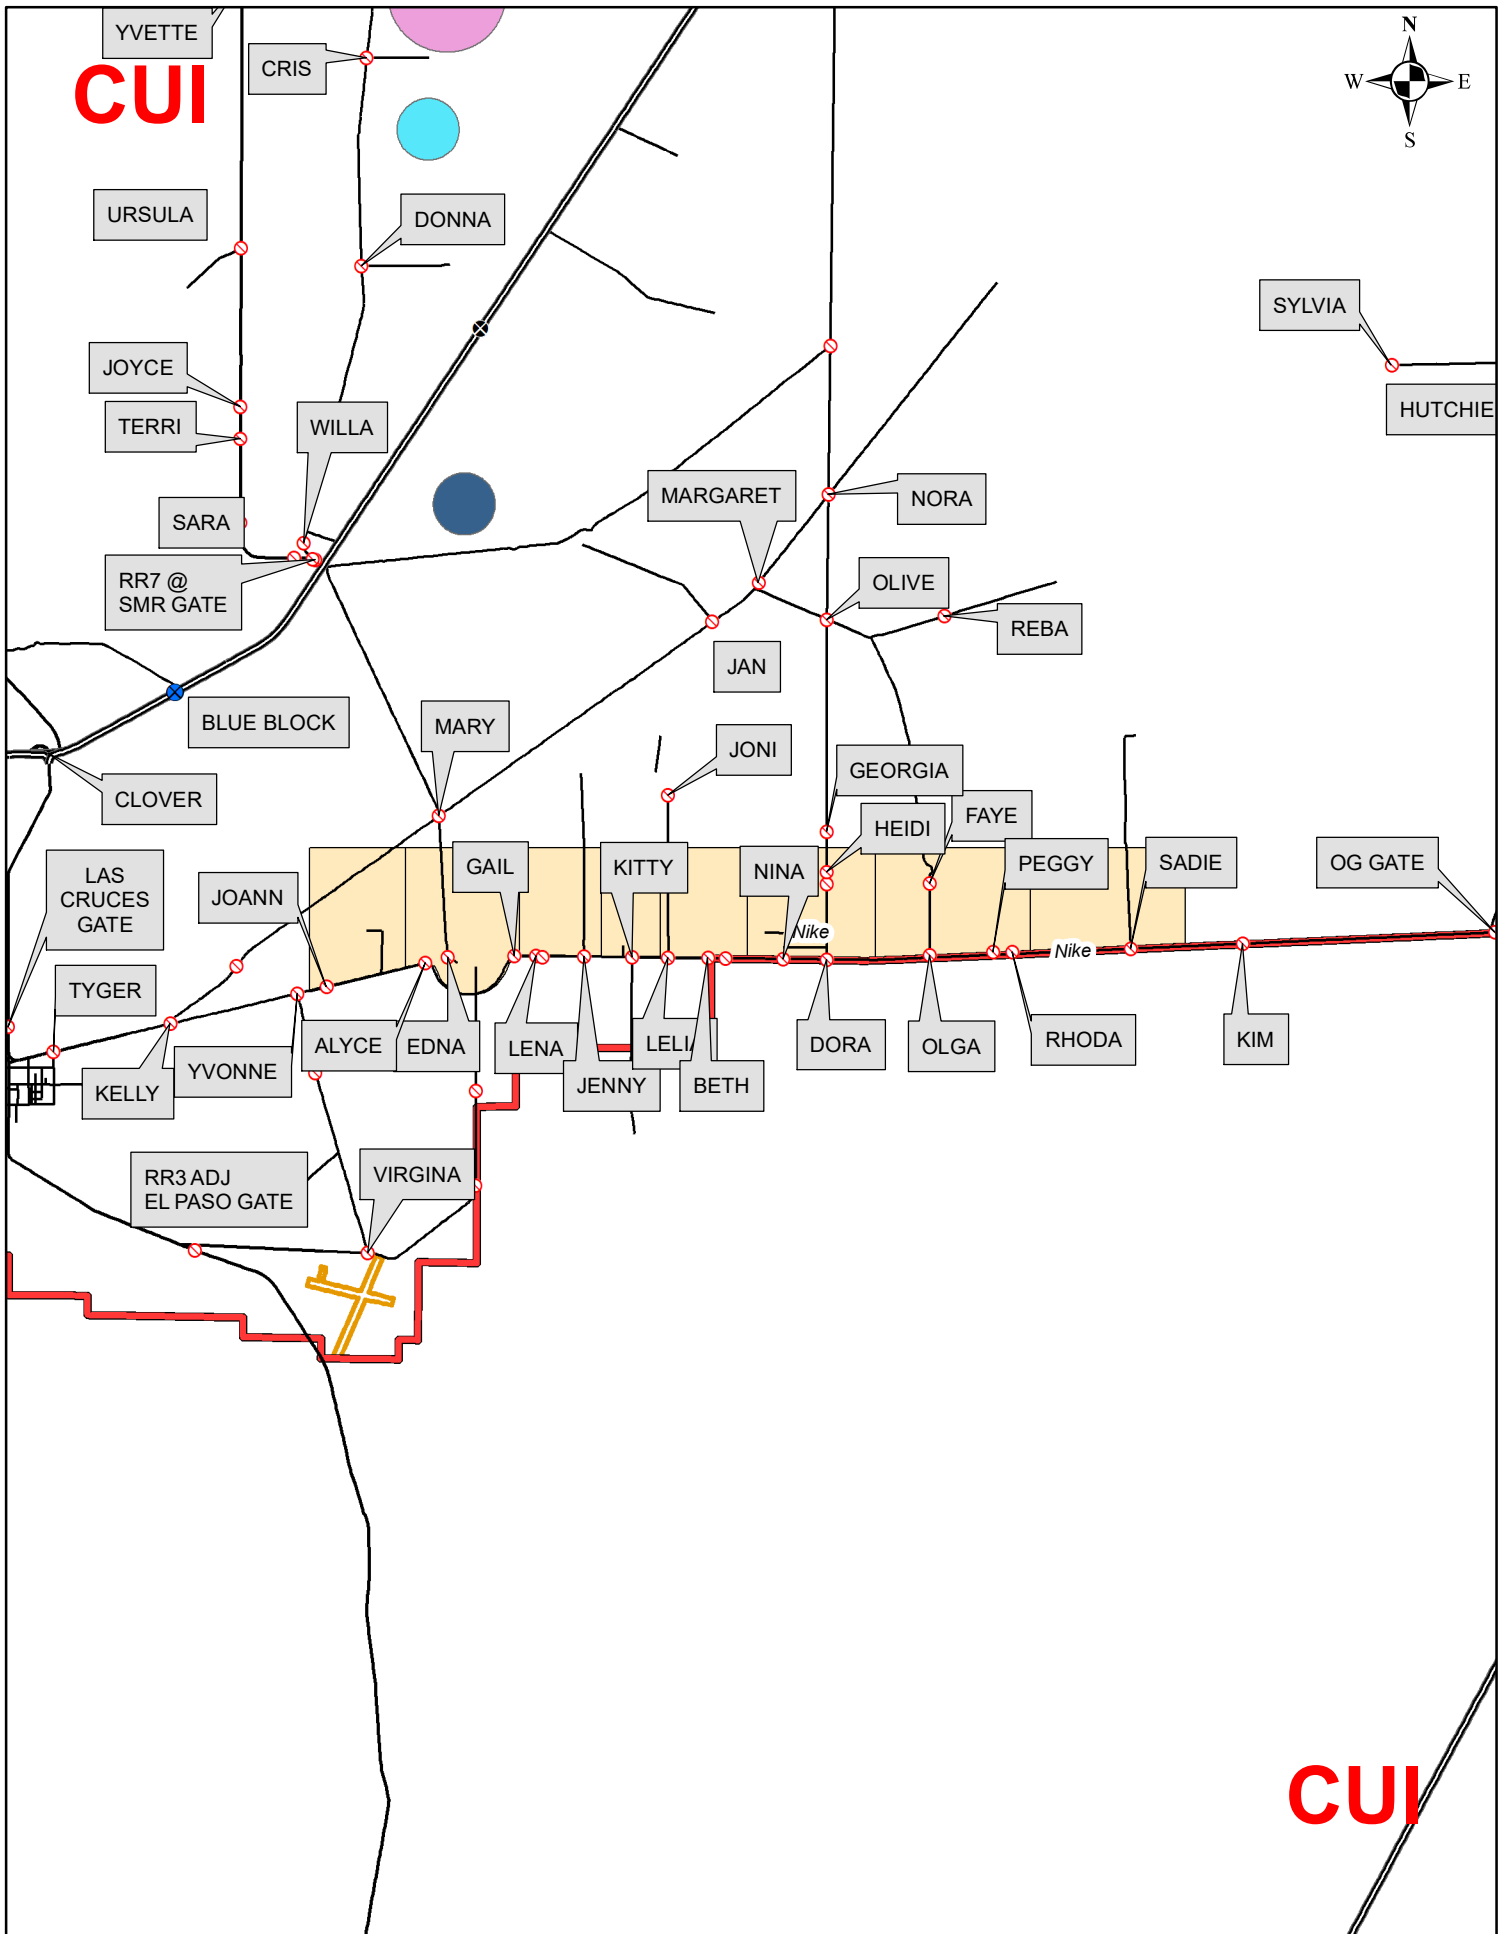 YVETTE
CUI
CRIS
N
W
E
S
URSULA
DONNA
SYLVIA
JOYCE
HUTCHIE
TERRI
WILLA
MARGARET
NORA
SARA
RR7 @
SMR GATE
OLIVE
REBA
JAN
BLUE BLOCK
MARY
JONI
GEORGIA
CLOVER
HEIDI
FAYE
GAIL
KITTY
NINA
PEGGY
SADIE
OG GATE
LAS
CRUCES
GATE
JOANN
Nike
Nike
TYGER
ALYCE
EDNA
LENA
LELIA
DORA
OLGA
RHODA
KIM
YVONNE
KELLY
JENNY
BETH
RR3 ADJ
EL PASO GATE
VIRGINA
CUI